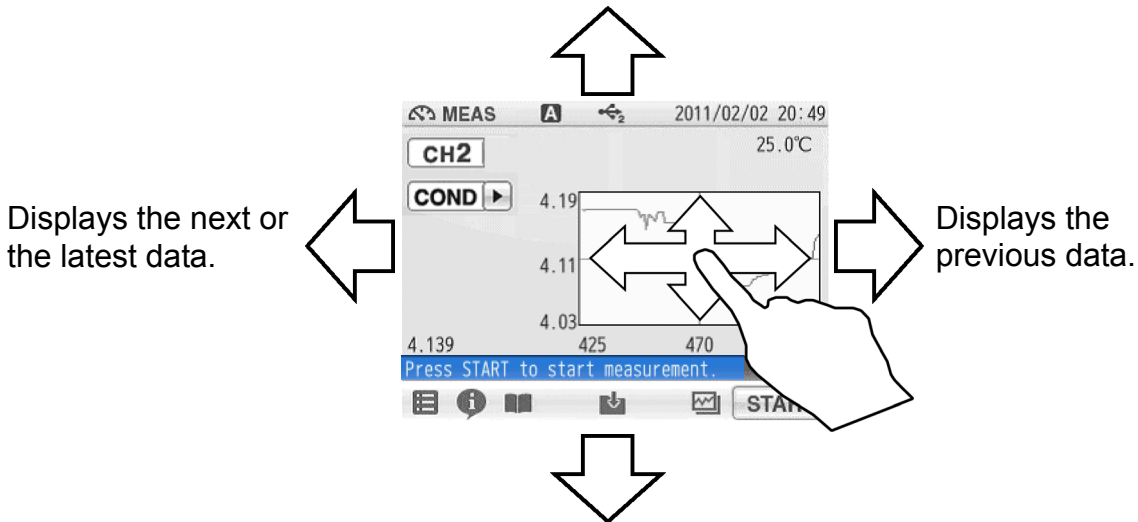 MEAS A 2 2011/02/02 20:49
CH2 25.0℃
COND
4.19
4.11
4.03
4.139 425 470
Press START to start measurement.
Displays the next or
the latest data.
Displays the
previous data.